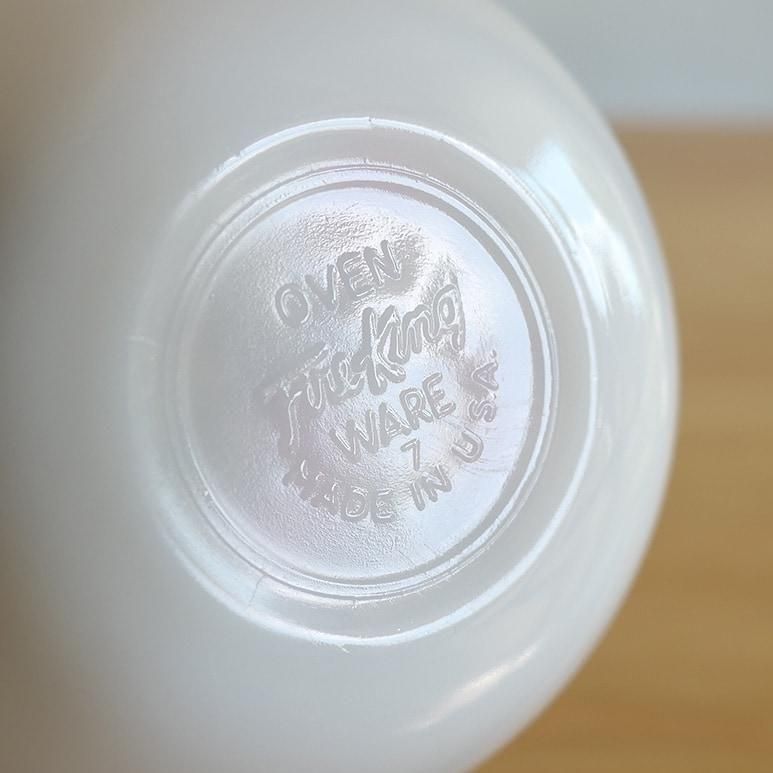 OVEN
Fire-King
WARE
7
MADE IN U.S.A.